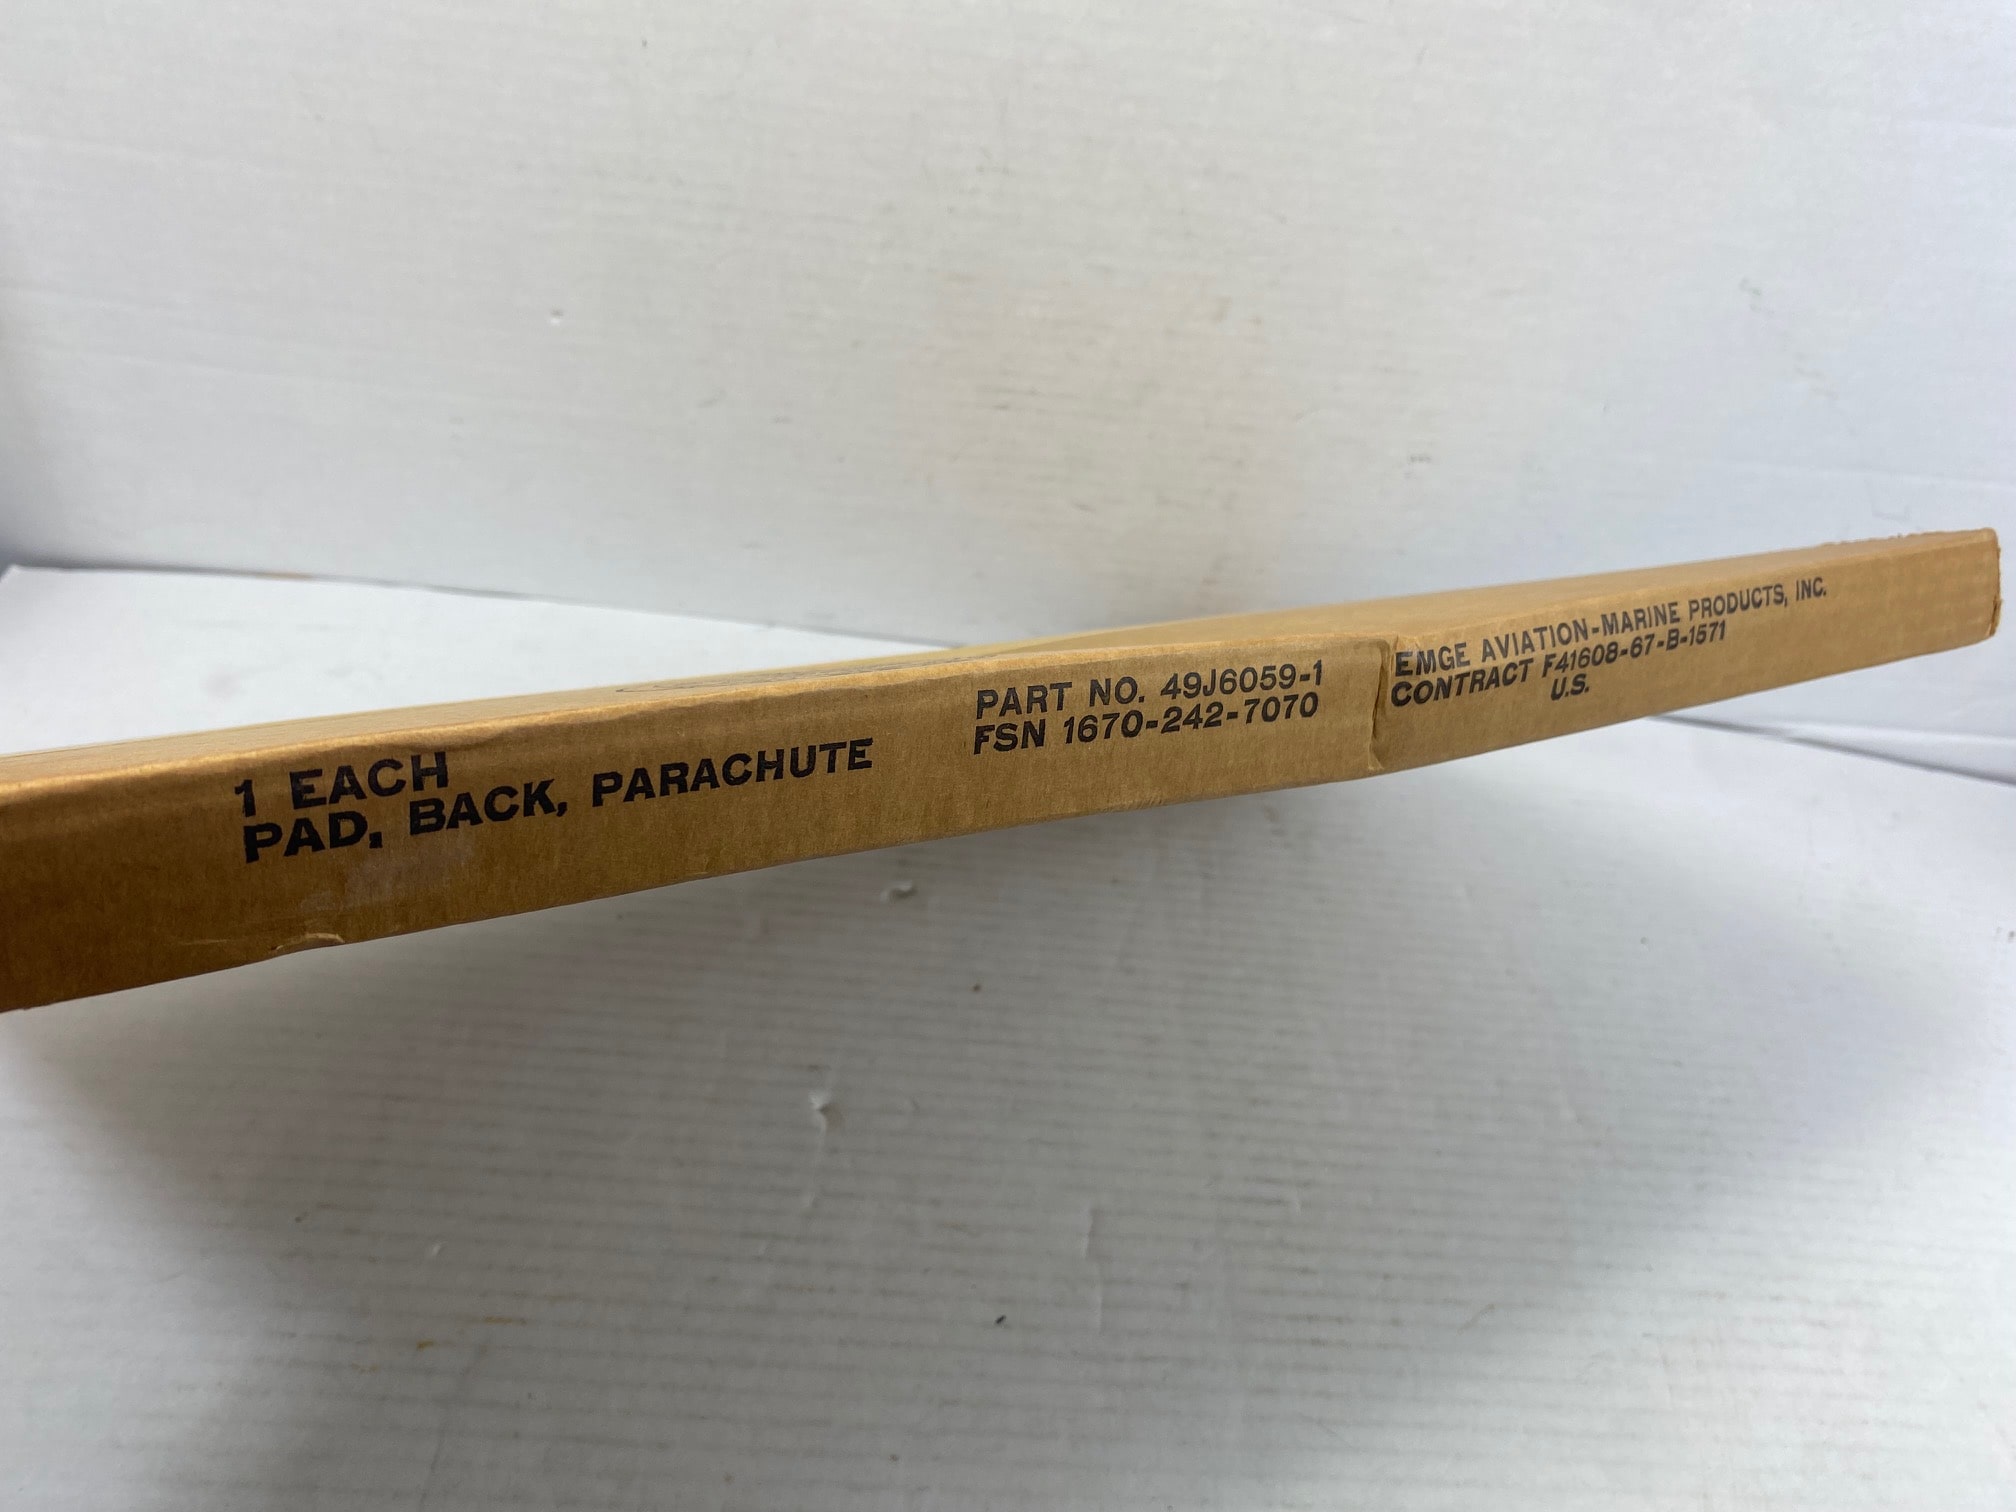 1 EACH
PAD, BACK, PARACHUTE
PART NO. 49J6059-1
FSN 1670-242-7070
EMGE AVIATION-MARINE PRODUCTS, INC.
CONTRACT F41608-67-B-1571
U.S.